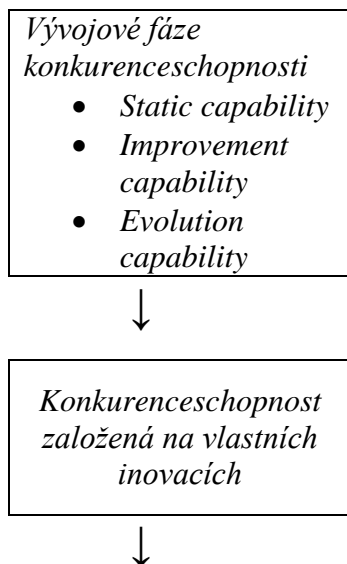 Vývojové fáze
konkurenceschopnosti
• Static capability
• Improvement
capability
• Evolution
capability
↓
Konkurenceschopnost
založená na vlastních
inovacích
↓